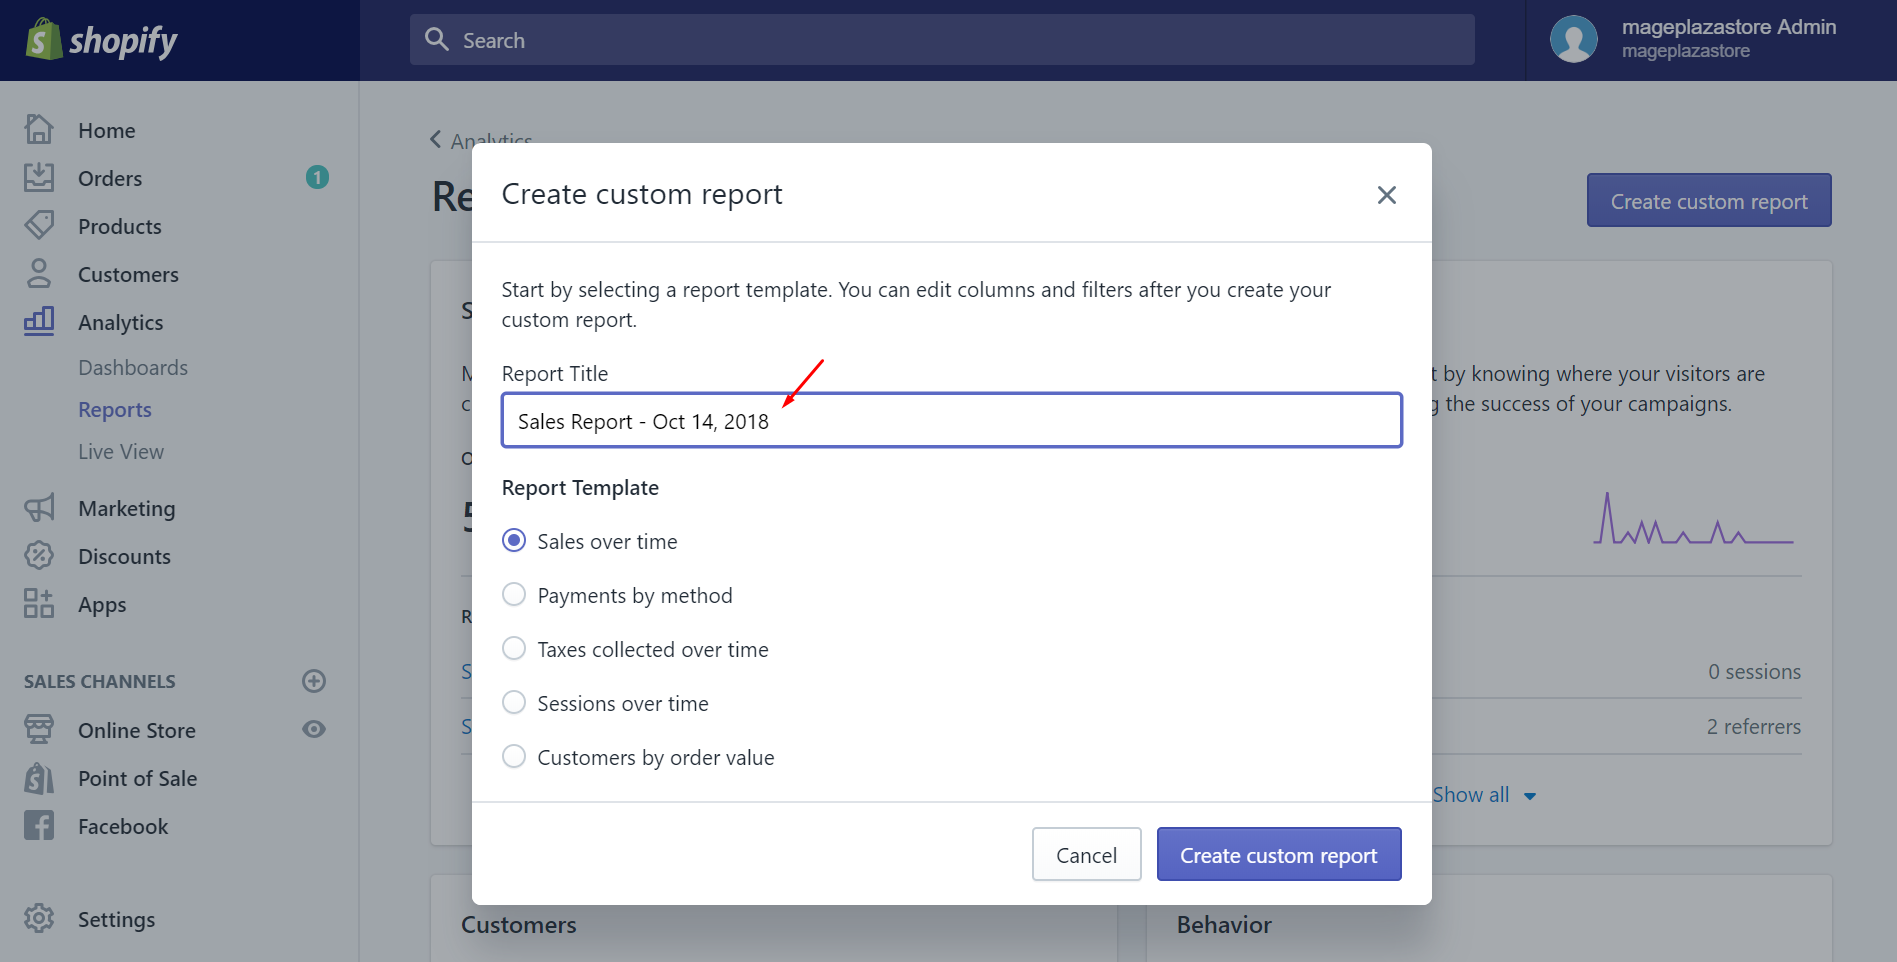 shopify
Search
mageplazastore Admin
mageplazastore
Home
Orders
1
Products
Customers
Analytics
Dashboards
Reports
Live View
Marketing
Discounts
Apps
SALES CHANNELS
Online Store
Point of Sale
Facebook
Settings
Analytics
Re
Create custom report
Create custom report
Start by selecting a report template. You can edit columns and filters after you create your
custom report.
Report Title
Sales Report - Oct 14, 2018
Report Template
Sales over time
Payments by method
Taxes collected over time
Sessions over time
Customers by order value
Cancel
Create custom report
t by knowing where your visitors are
g the success of your campaigns.
0 sessions
2 referrers
Show all
Customers
Behavior